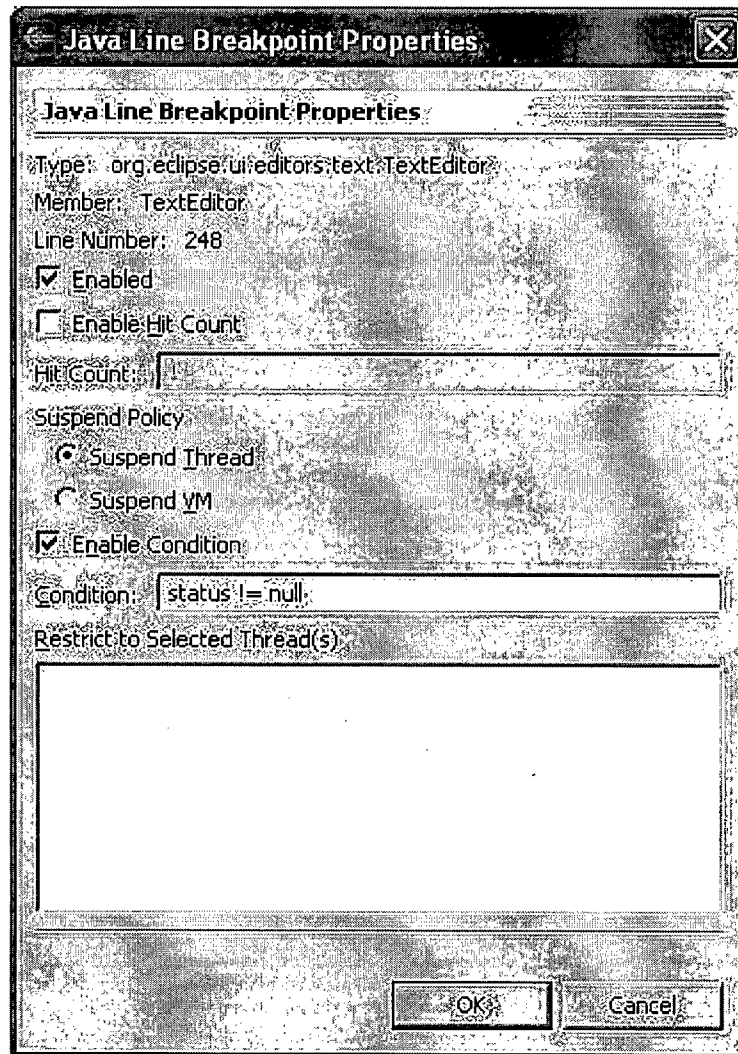 Java Line Breakpoint Properties
Java Line Breakpoint Properties
Type: org.eclipse.ui.editors.text.TextEditor
Member: TextEditor
Line Number: 248
Enabled
Enable Hit Count
Hit Count:
Suspend Policy
Suspend Thread
Suspend VM
Enable Condition
Condition: status != null
Restrict to Selected Thread(s)
OK Cancel